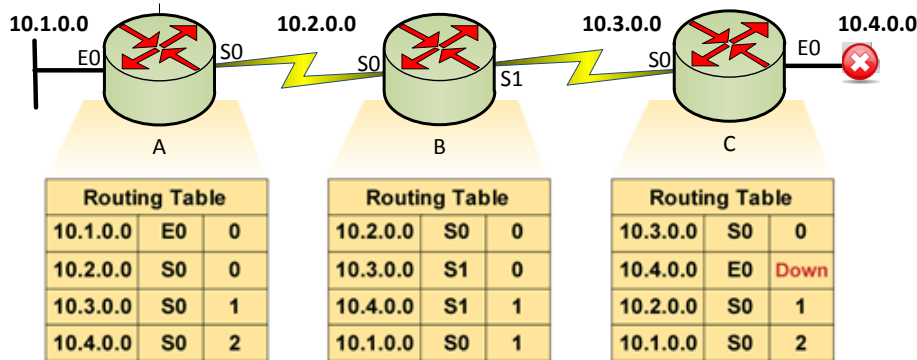 10.1.0.0 10.2.0.0 10.3.0.0 10.4.0.0
E0 S0 S0 S1 S0 E0
A B C
Routing Table
10.1.0.0 E0 0
10.2.0.0 S0 0
10.3.0.0 S0 1
10.4.0.0 S0 2
Routing Table
10.2.0.0 S0 0
10.3.0.0 S1 0
10.4.0.0 S1 1
10.1.0.0 S0 1
Routing Table
10.3.0.0 S0 0
10.4.0.0 E0 Down
10.2.0.0 S0 1
10.1.0.0 S0 2